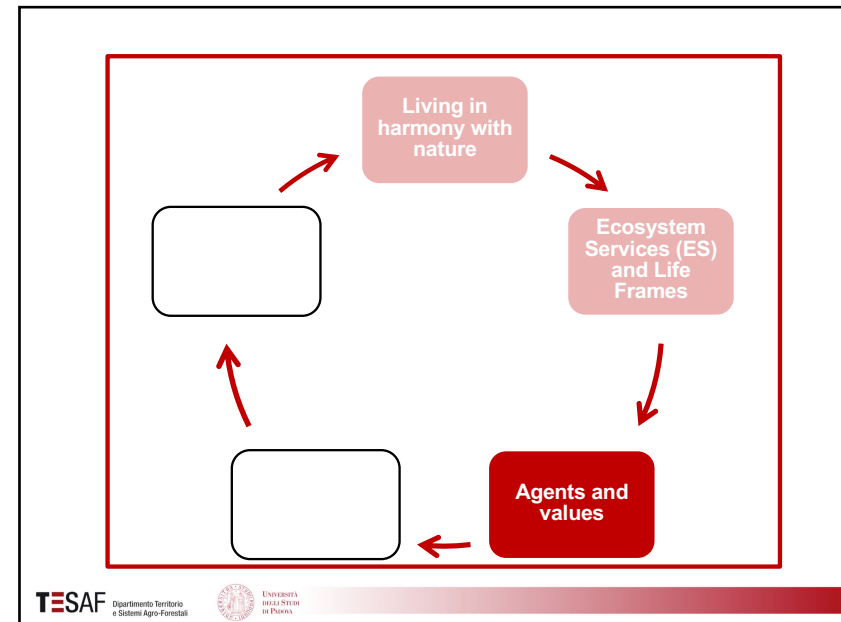 Living in
harmony with
nature
Ecosystem
Services (ES)
and Life
Frames
Agents and
values
TESAF Dipartimento Territorio
e Sistemi Agro-Forestali
UNIVERSITÀ
DEGLI STUDI
DI PADOVA